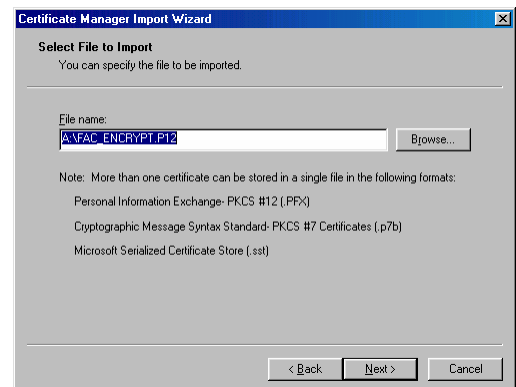 Certificate Manager Import Wizard
Select File to Import
You can specify the file to be imported.
File name:
A:\FAC_ENCRYPT.P12
Browse...
Note: More than one certificate can be stored in a single file in the following formats:
Personal Information Exchange- PKCS #12 (.PFX)
Cryptographic Message Syntax Standard- PKCS #7 Certificates (.p7b)
Microsoft Serialized Certificate Store (.sst)
< Back
Next >
Cancel